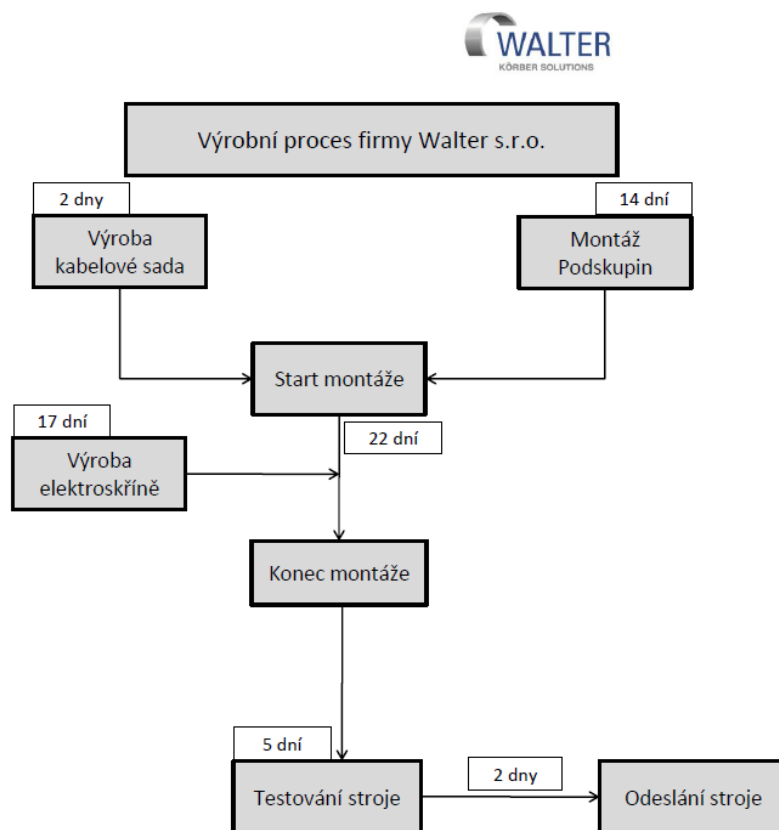 WALTER
KÖRBER SOLUTIONS
Výrobní proces firmy Walter s.r.o.
2 dny
Výroba
kabelové sada
14 dní
Montáž
Podskupin
Start montáže
22 dní
17 dní
Výroba
elektroskříně
Konec montáže
5 dní
Testování stroje
2 dny
Odeslání stroje